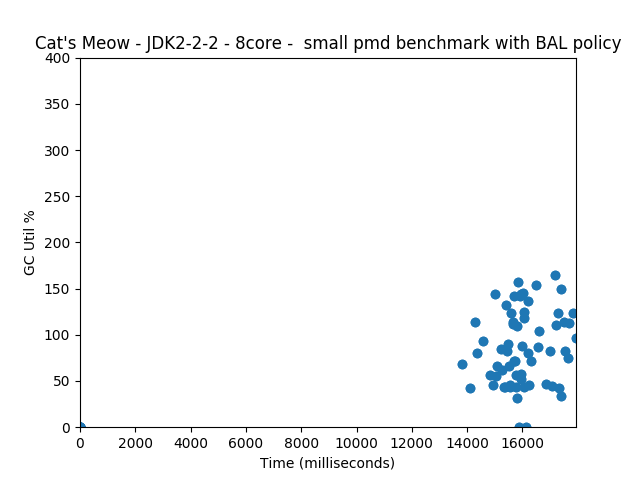 Cat's Meow - JDK2-2-2 - 8core -  small pmd benchmark with BAL policy
400
350
300
250
200
150
100
50
0
GC Util %
0 2000 4000 6000 8000 10000 12000 14000 16000
Time (milliseconds)